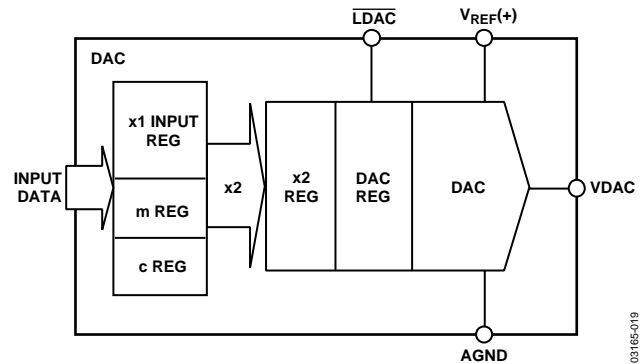 LDAC
VREF(+)
DAC
x1 INPUT
REG
INPUT
DATA
m REG
c REG
x2
x2
REG
DAC
REG
DAC
VDAC
AGND
03165-019